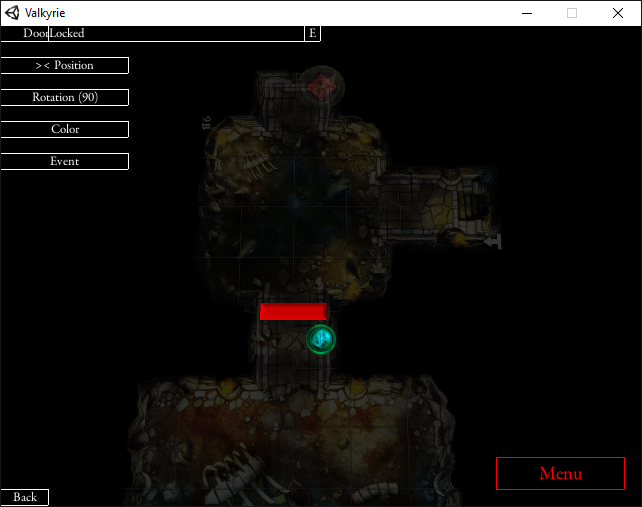 Valkyrie
Door Locked E
>< Position
Rotation (90)
Color
Event
9B
Back
Menu